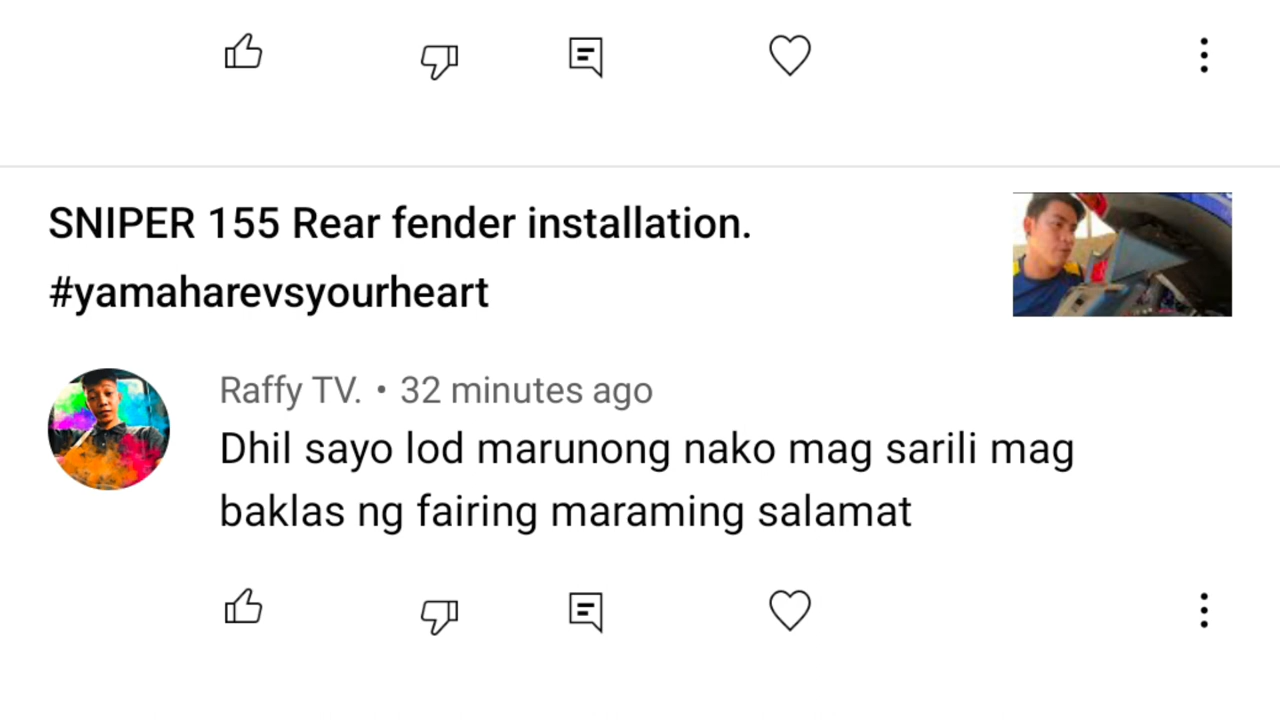 SNIPER 155 Rear fender installation.
#yamaharevsyourheart
Raffy TV. • 32 minutes ago
Dhil sayo lod marunong nako mag sarili mag
baklas ng fairing maraming salamat